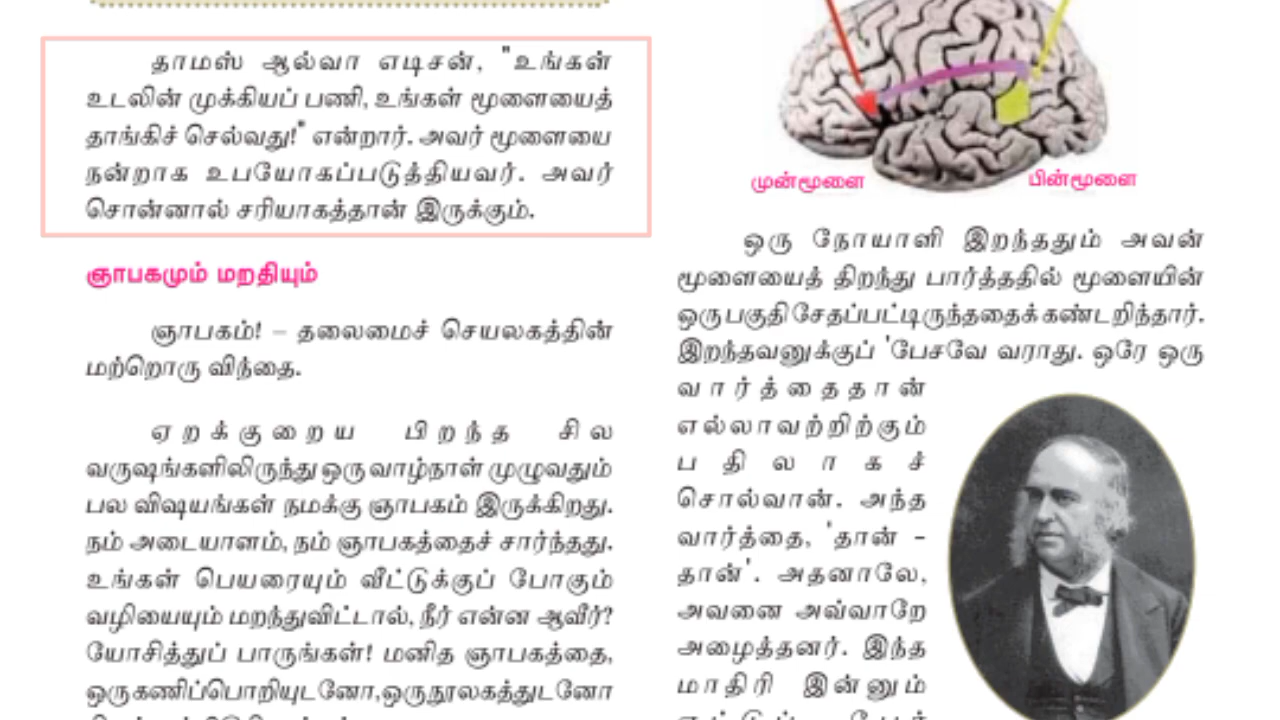 தாமஸ் ஆல்வா எடிசன், "உங்கள்
உடலின் முக்கியப் பணி, உங்கள் மூளையைத்
தாங்கிச் செல்வது!" என்றார். அவர் மூளையை
நன்றாக உபயோகப்படுத்தியவர். அவர்
சொன்னால் சரியாகத்தான் இருக்கும்.
ஞாபகமும் மறதியும்
ஞாபகம்! – தலைமைச் செயலகத்தின்
மற்றொரு விந்தை.
ஏறக்குறைய பிறந்த சில
வருஷங்களிலிருந்து ஒரு வாழ்நாள் முழுவதும்
பல விஷயங்கள் நமக்கு ஞாபகம் இருக்கிறது.
நம் அடையாளம், நம் ஞாபகத்தைச் சார்ந்தது.
உங்கள் பெயரையும் வீட்டுக்குப் போகும்
வழியையும் மறந்துவிட்டால், நீர் என்ன ஆவீர்?
யோசித்துப் பாருங்கள்! மனித ஞாபகத்தை,
ஒரு கணிப்பொறியுடனோ, ஒரு நூலகத்துடனோ
முன்மூளை
பின்மூளை
ஒரு நோயாளி இறந்ததும் அவன்
மூளையைத் திறந்து பார்த்ததில் மூளையின்
ஒரு பகுதி சேதப்பட்டிருந்ததைக் கண்டறிந்தார்.
இறந்தவனுக்குப் 'பேசவே வராது. ஒரே ஒரு
வார்த்தைதான்
எல்லாவற்றிற்கும்
பதிலாகச்
சொல்வான். அந்த
வார்த்தை, 'தான் –
தான்'. அதனாலே,
அவனை அவ்வாறே
அழைத்தனர். இந்த
மாதிரி இன்னும்